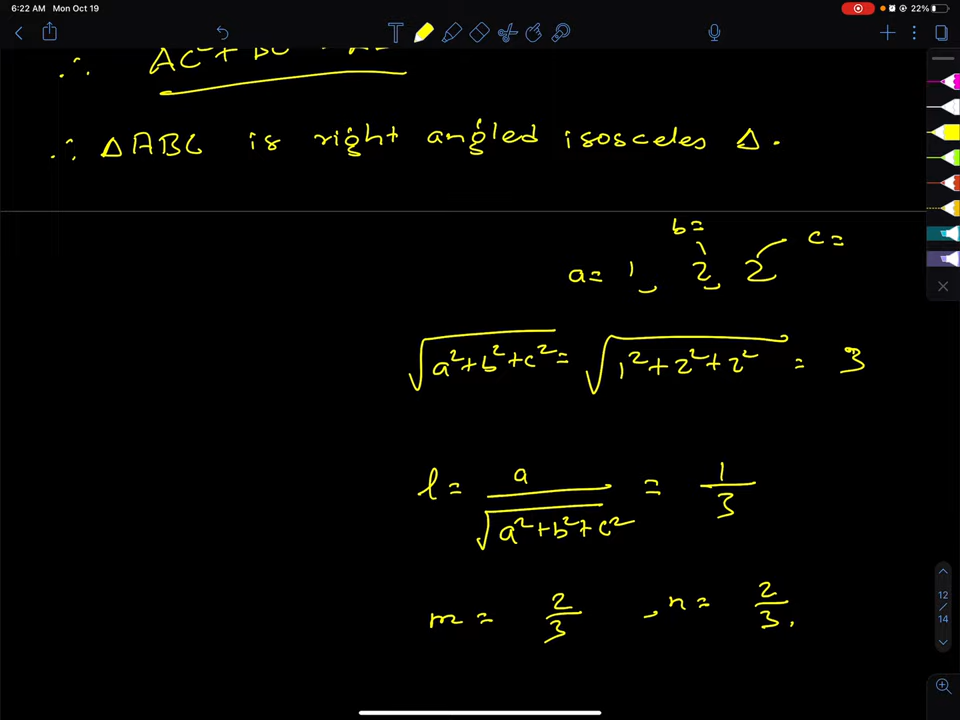 6:22 AM Mon Oct 19 22%
∴ AC²+
∴ ΔABC is right angled isosceles Δ.
b=
c=
a= 1, 2, 2
√(a²+b²+c²) = √(1²+2²+2²) = 3
l = a/√(a²+b²+c²) = 1/3
m = 2/3 , n = 2/3.
12
/
14
T